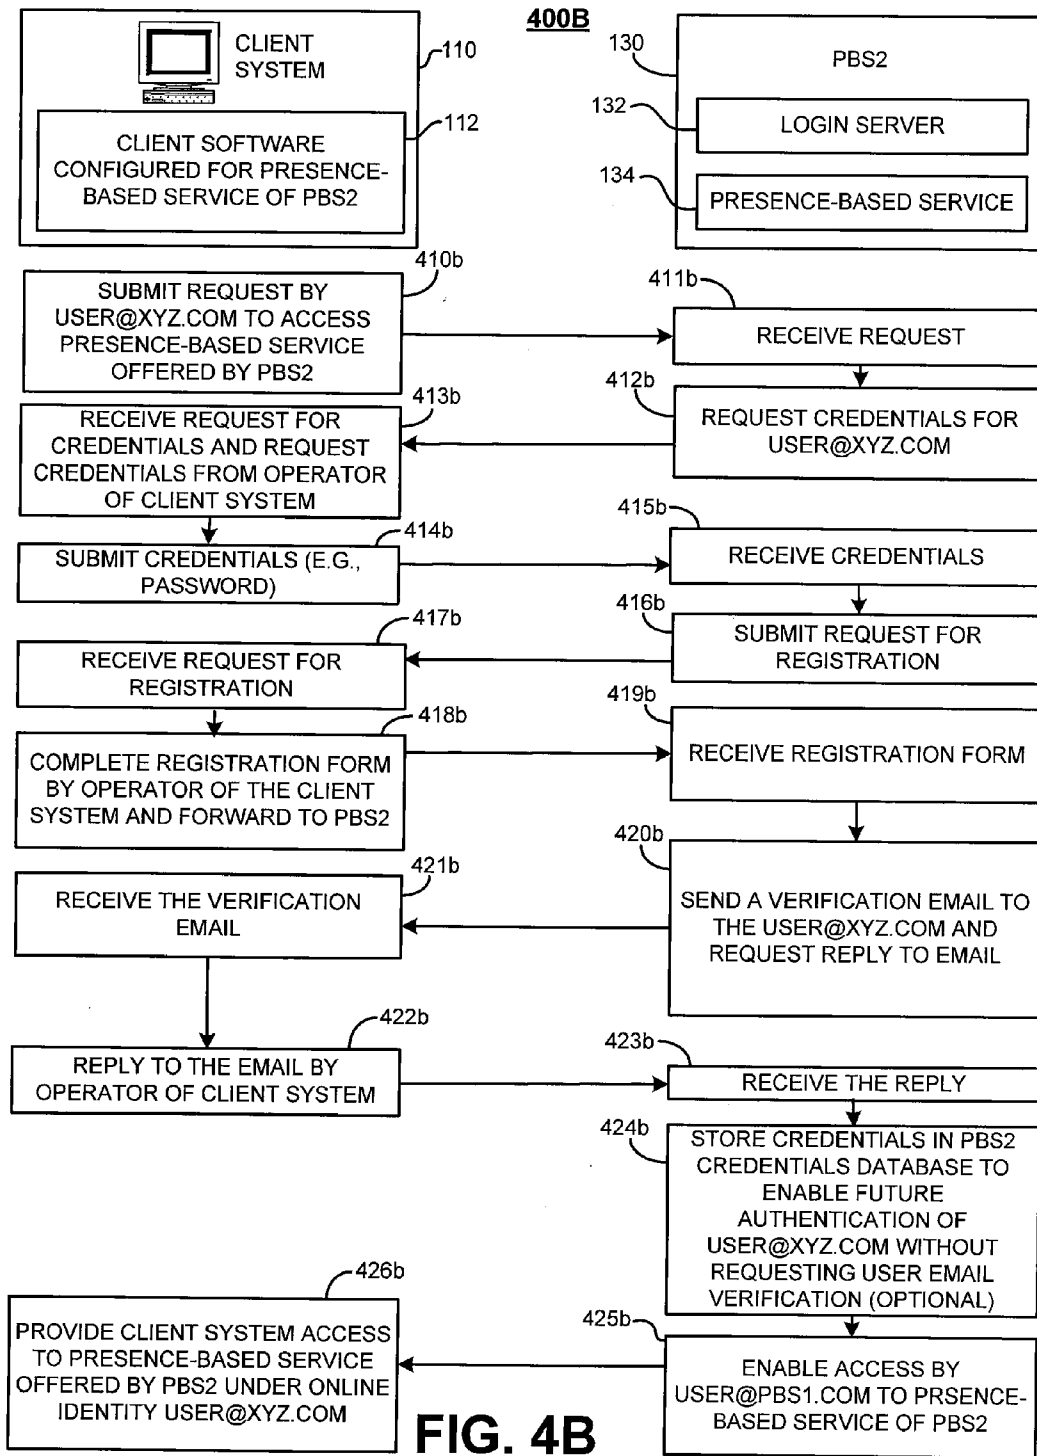 400B
CLIENT
SYSTEM
110
112
CLIENT SOFTWARE
CONFIGURED FOR PRESENCE-
BASED SERVICE OF PBS2
130
PBS2
132
LOGIN SERVER
134
PRESENCE-BASED SERVICE
410b
SUBMIT REQUEST BY
USER@XYZ.COM TO ACCESS
PRESENCE-BASED SERVICE
OFFERED BY PBS2
411b
RECEIVE REQUEST
412b
REQUEST CREDENTIALS FOR
USER@XYZ.COM
413b
RECEIVE REQUEST FOR
CREDENTIALS AND REQUEST
CREDENTIALS FROM OPERATOR
OF CLIENT SYSTEM
414b
SUBMIT CREDENTIALS (E.G.,
PASSWORD)
415b
RECEIVE CREDENTIALS
416b
SUBMIT REQUEST FOR
REGISTRATION
417b
RECEIVE REQUEST FOR
REGISTRATION
418b
COMPLETE REGISTRATION FORM
BY OPERATOR OF THE CLIENT
SYSTEM AND FORWARD TO PBS2
419b
RECEIVE REGISTRATION FORM
420b
SEND A VERIFICATION EMAIL TO
THE USER@XYZ.COM AND
REQUEST REPLY TO EMAIL
421b
RECEIVE THE VERIFICATION
EMAIL
422b
REPLY TO THE EMAIL BY
OPERATOR OF CLIENT SYSTEM
423b
RECEIVE THE REPLY
424b
STORE CREDENTIALS IN PBS2
CREDENTIALS DATABASE TO
ENABLE FUTURE
AUTHENTICATION OF
USER@XYZ.COM WITHOUT
REQUESTING USER EMAIL
VERIFICATION (OPTIONAL)
425b
ENABLE ACCESS BY
USER@PBS1.COM TO PRSENCE-
BASED SERVICE OF PBS2
426b
PROVIDE CLIENT SYSTEM ACCESS
TO PRESENCE-BASED SERVICE
OFFERED BY PBS2 UNDER ONLINE
IDENTITY USER@XYZ.COM
FIG. 4B